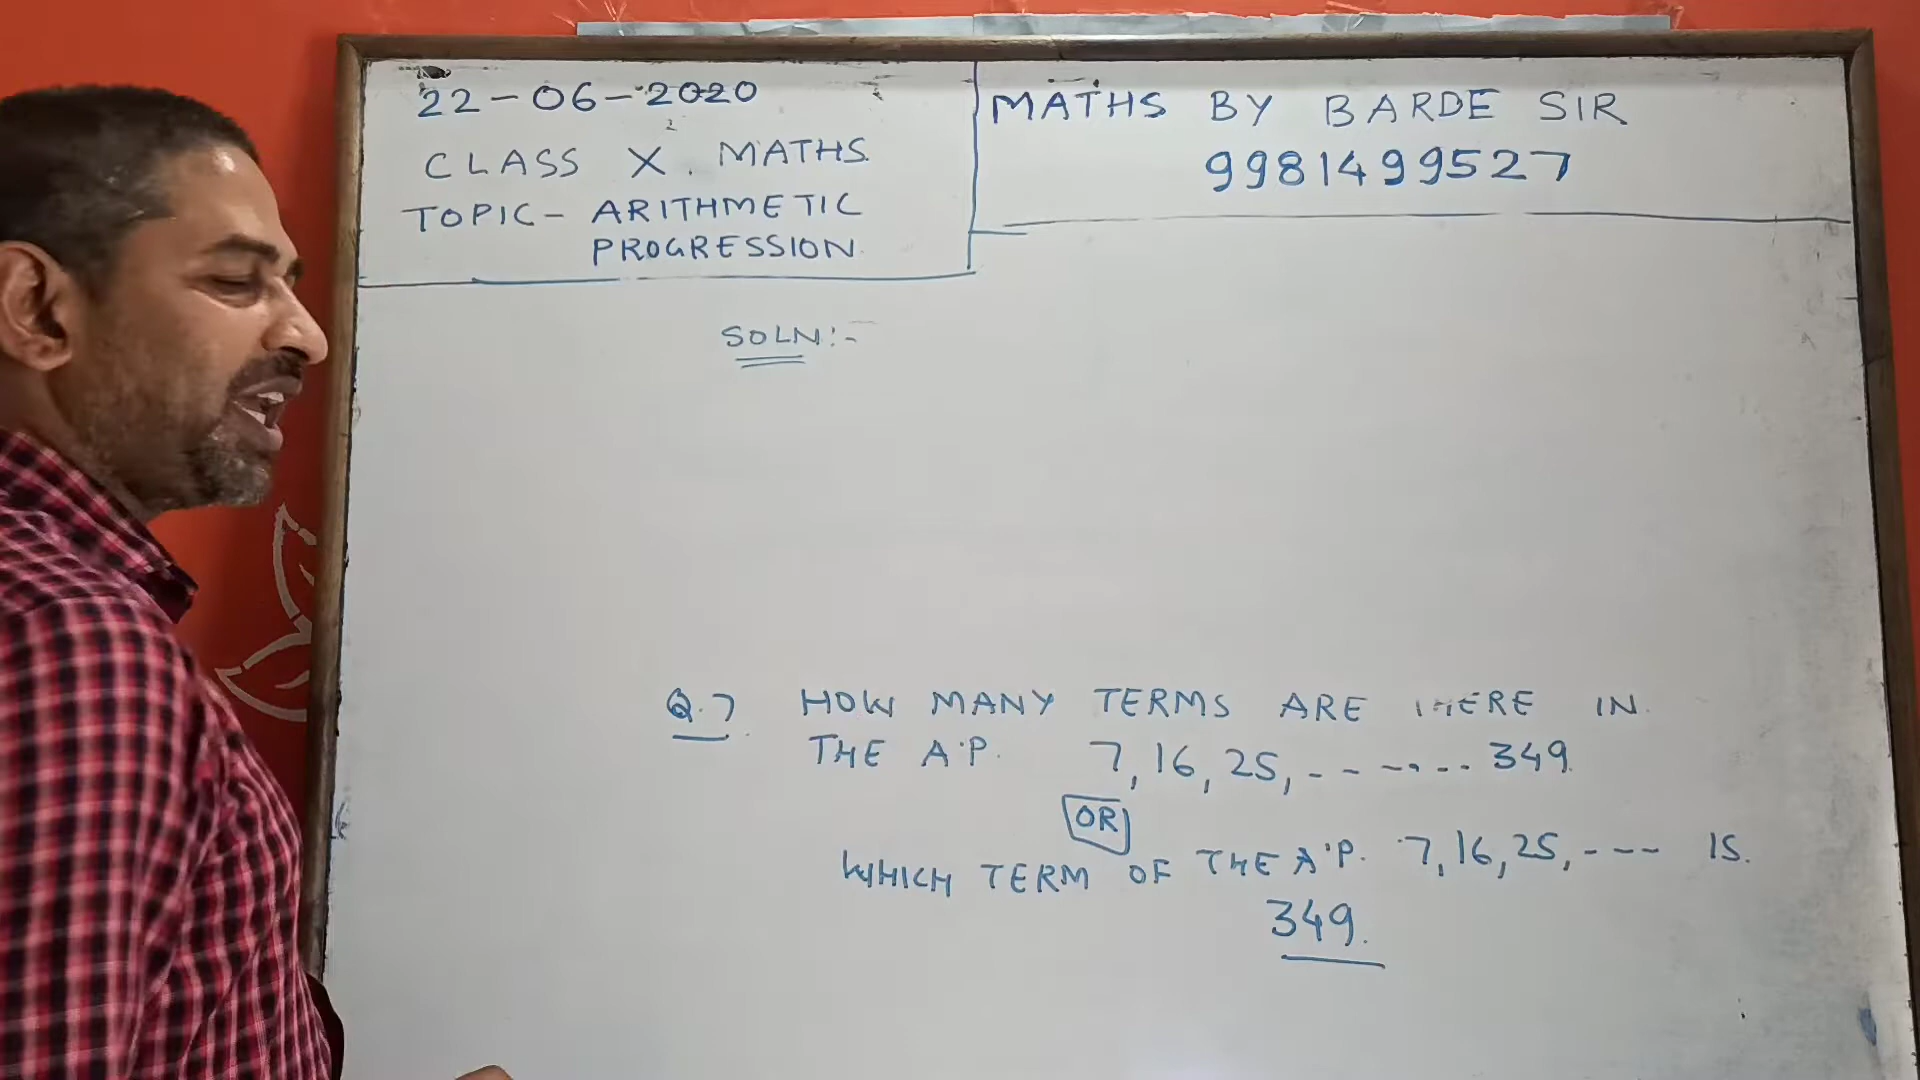 22-06-2020
CLASS X. MATHS
TOPIC- ARITHMETIC
PROGRESSION
MATHS BY BARDE SIR
9981499527
SOLN:-
Q.7 HOW MANY TERMS ARE THERE IN
THE A.P. 7, 16, 25, - - - - - - 349.
OR
WHICH TERM OF THE A.P. 7, 16, 25, - - - IS.
349.